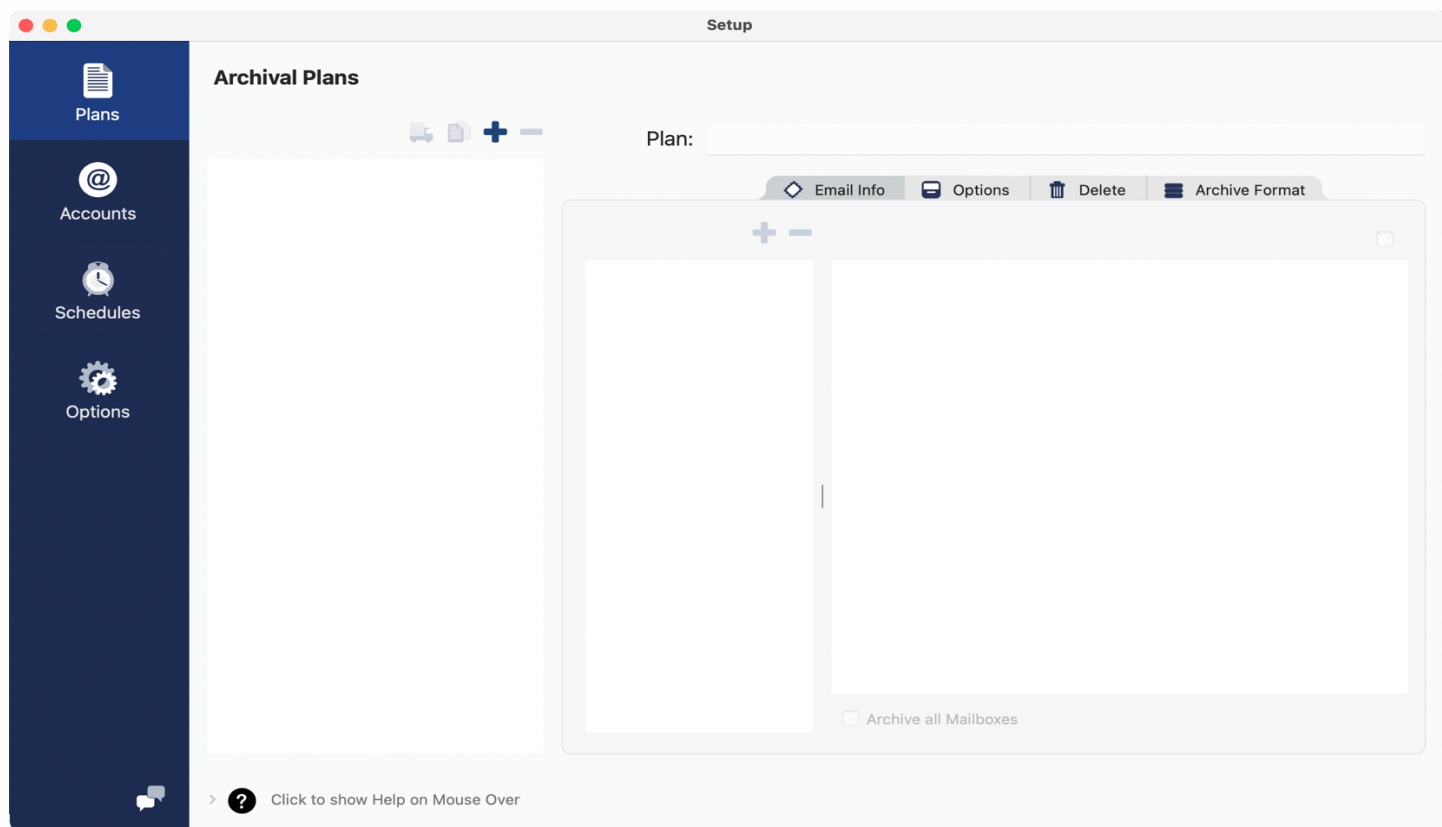 Setup
Plans
Accounts
Schedules
Options
Archival Plans
Plan:
Email Info Options Delete Archive Format
Archive all Mailboxes
? Click to show Help on Mouse Over